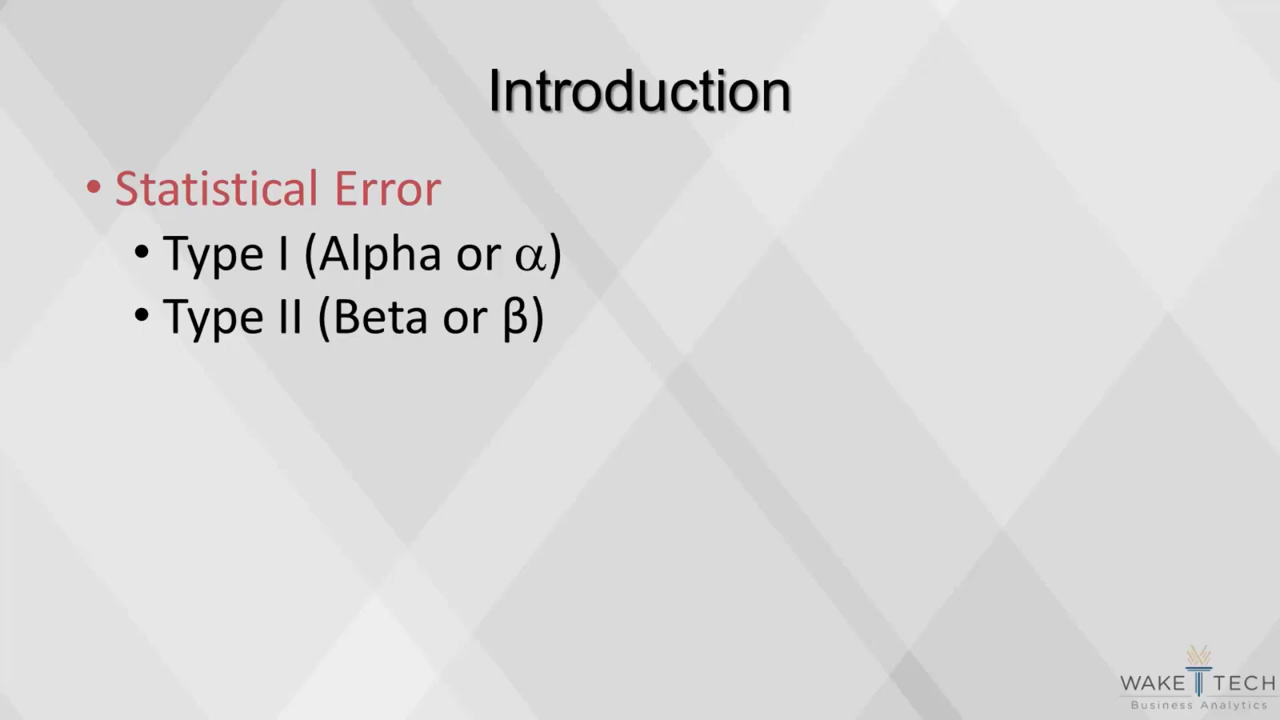 Introduction
• Statistical Error
• Type I (Alpha or α)
• Type II (Beta or β)
WAKE TECH
Business Analytics